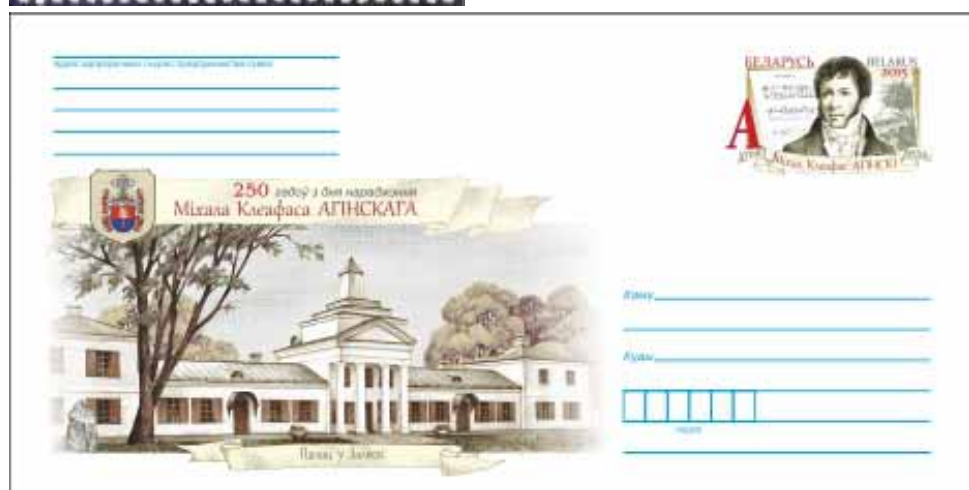 БЕЛАРУСЬ
BELARUS
2015
А
Міхал Клеафас АГІНСКІ
250 гадоў з дня нараджэння
Міхала Клеафаса АГІНСКАГА
Каму
Куды
Палац у Залессі